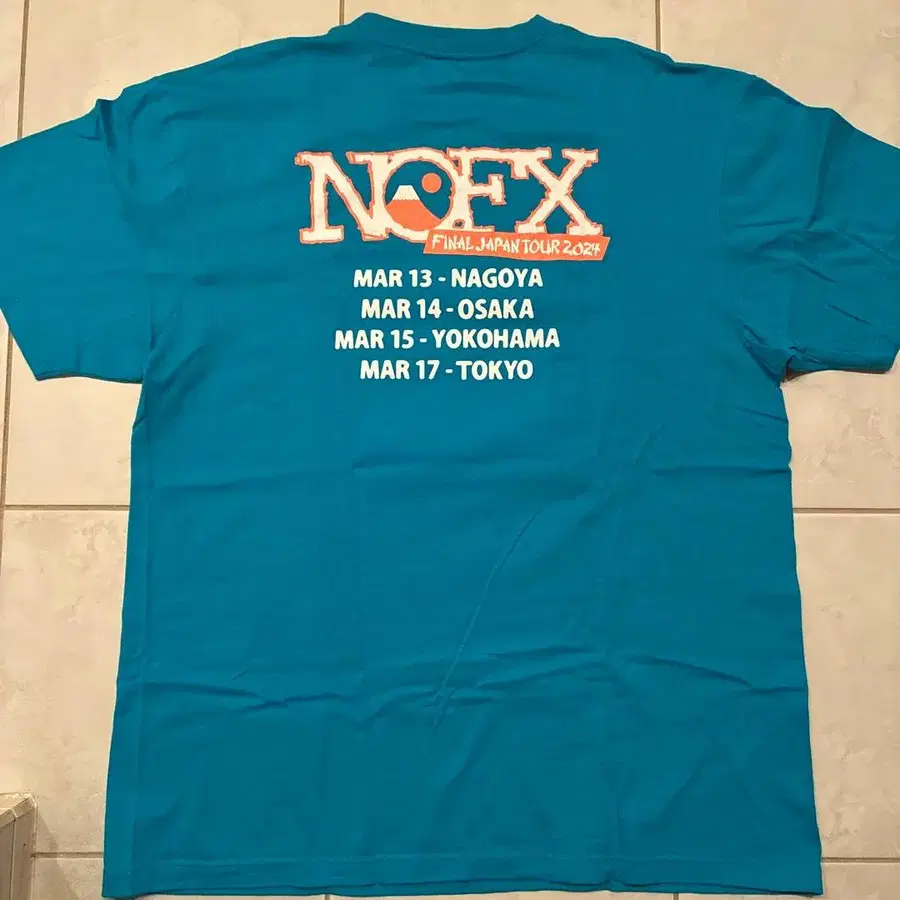 NOFX
FINAL JAPAN TOUR 2024
MAR 13 - NAGOYA
MAR 14 - OSAKA
MAR 15 - YOKOHAMA
MAR 17 - TOKYO